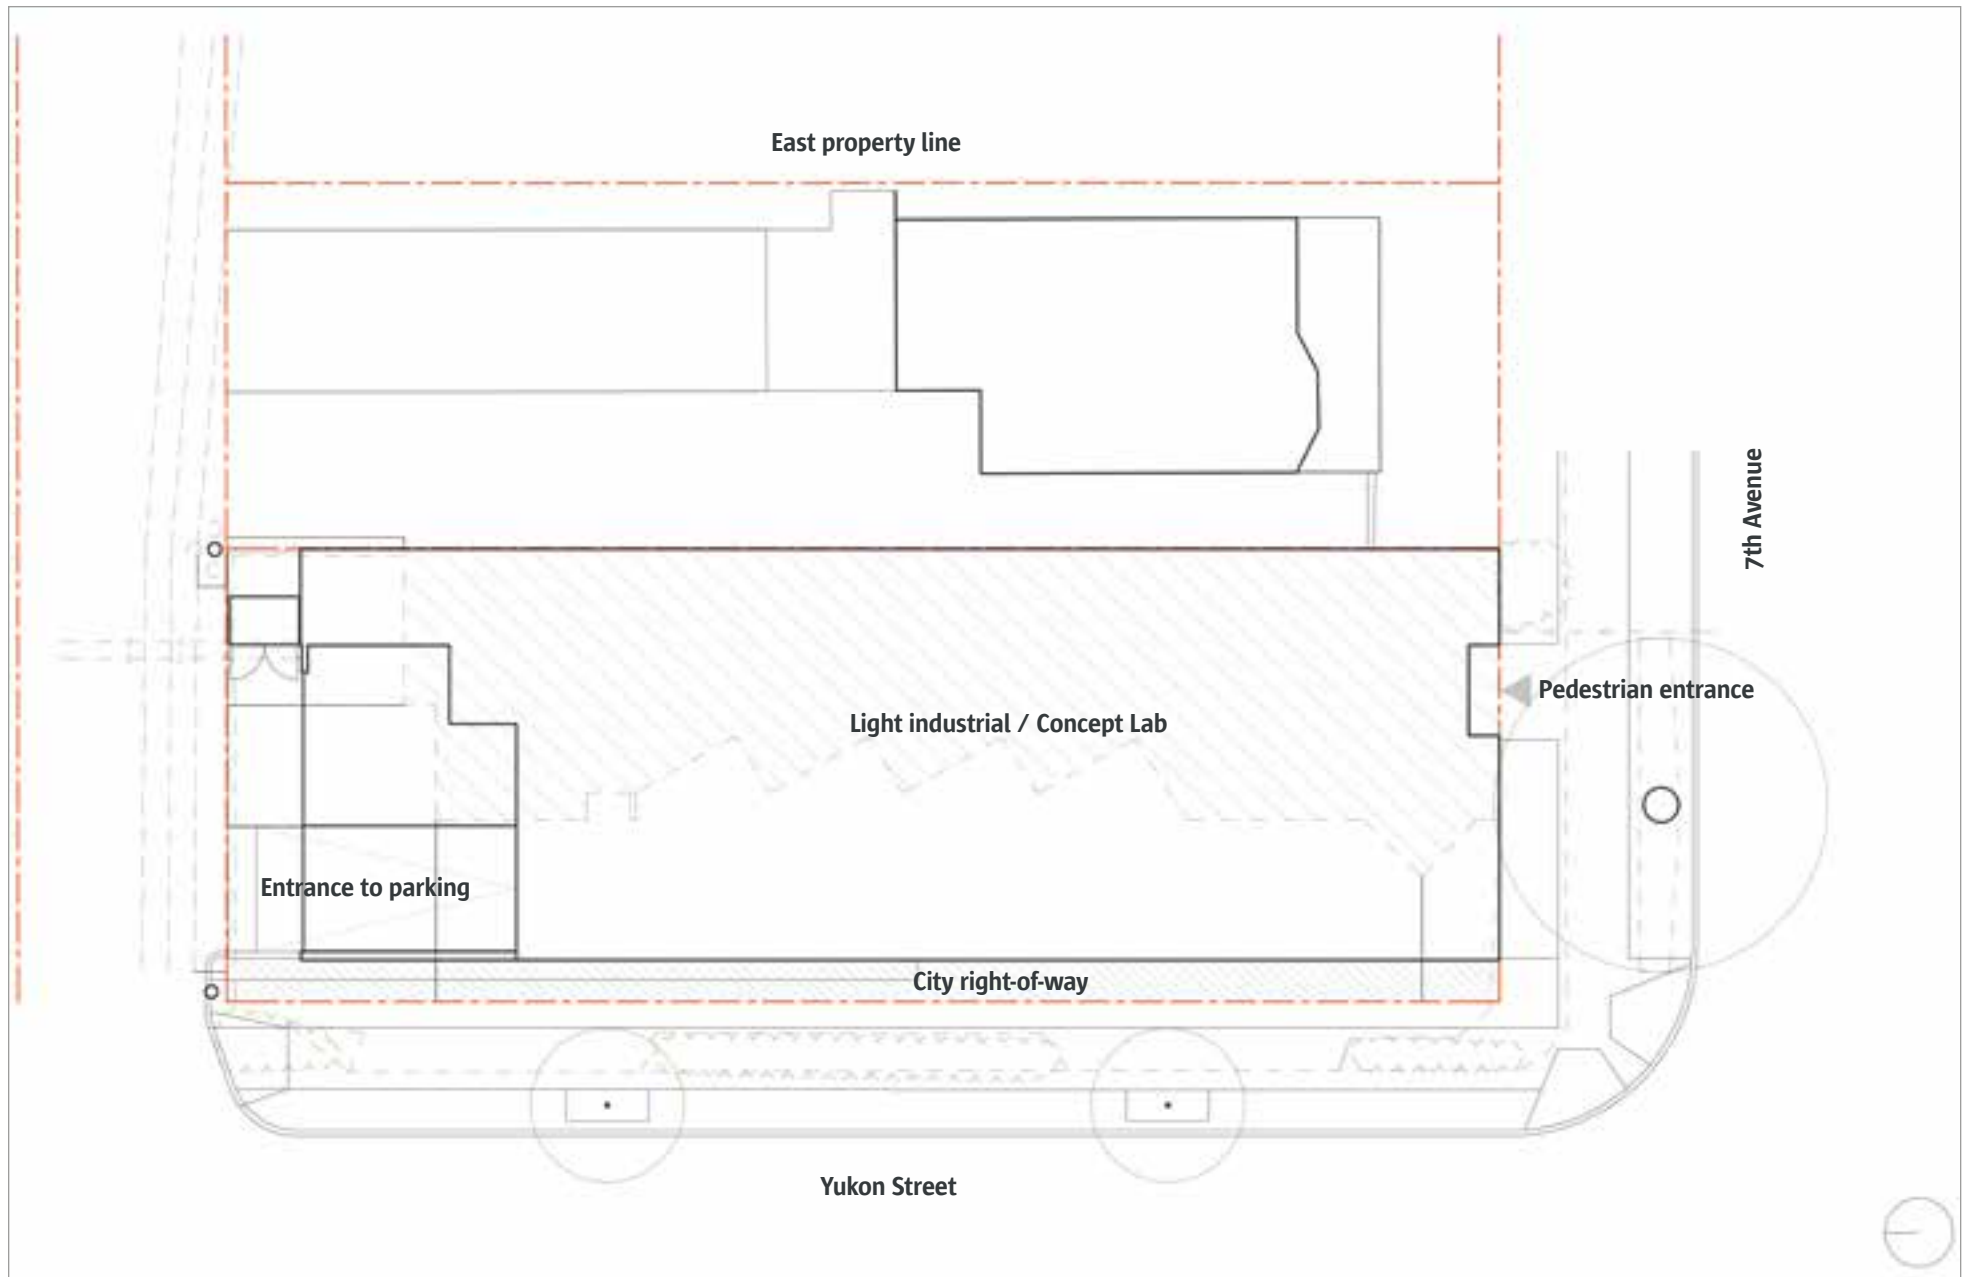 East property line
7th Avenue
Pedestrian entrance
Light industrial / Concept Lab
Entrance to parking
City right-of-way
Yukon Street